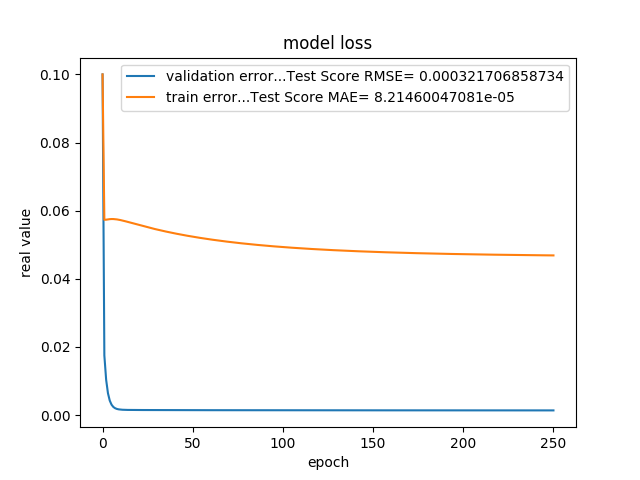 model loss
validation error...Test Score RMSE= 0.000321706858734
train error...Test Score MAE= 8.21460047081e-05
real value
0.10
0.08
0.06
0.04
0.02
0.00
0 50 100 150 200 250
epoch